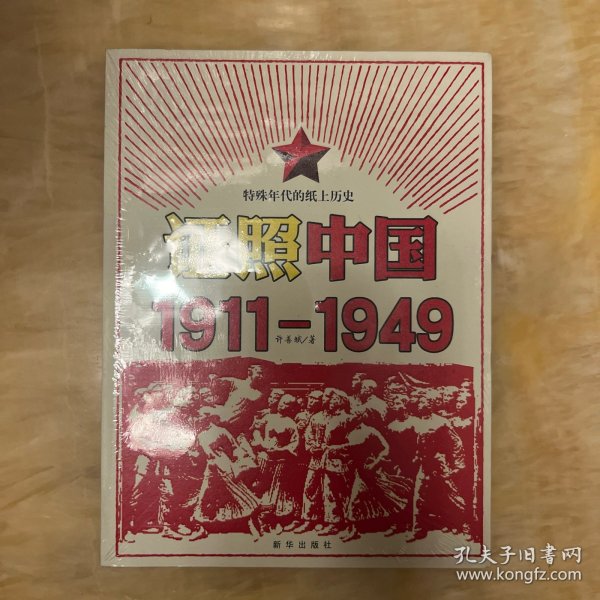 特殊年代的纸上历史
证照中国
1911-1949
许善斌/著
新华出版社
孔夫子旧书网
www.kongfz.com